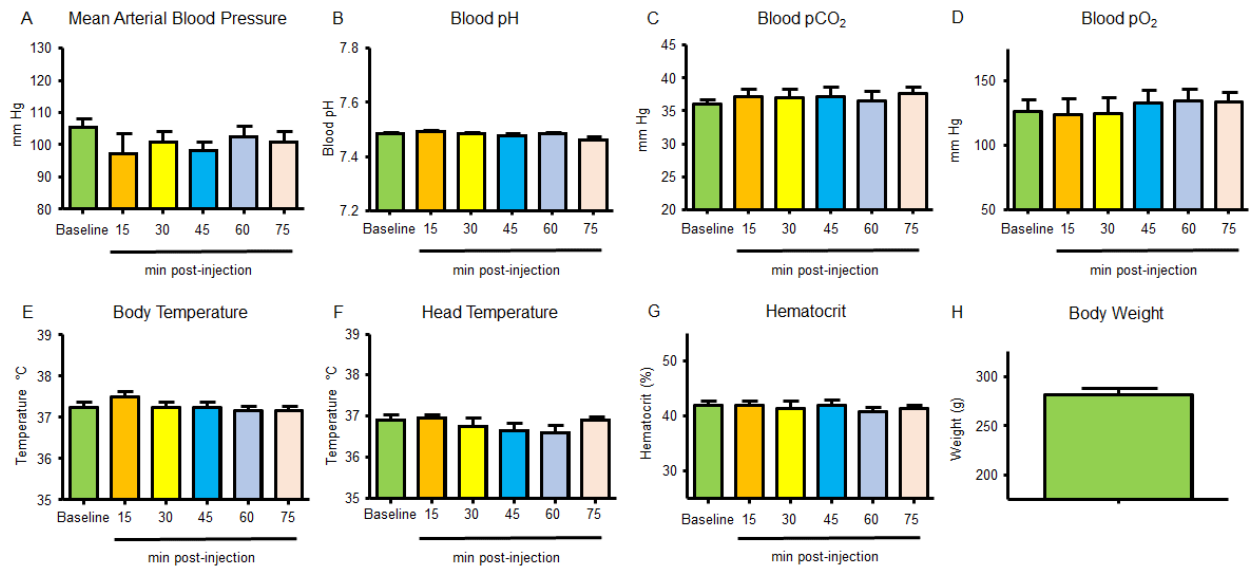 A Mean Arterial Blood Pressure
130
120
110
100
90
80
mm Hg
Baseline 15 30 45 60 75
min post-injection
B Blood pH
7.8
7.6
7.4
7.2
Blood pH
Baseline 15 30 45 60 75
min post-injection
C Blood pCO₂
45
40
35
30
25
20
mm Hg
Baseline 15 30 45 60 75
min post-injection
D Blood pO₂
150
100
50
mm Hg
Baseline 15 30 45 60 75
min post-injection
E Body Temperature
39
38
37
36
35
Temperature °C
Baseline 15 30 45 60 75
min post-injection
F Head Temperature
39
38
37
36
35
Temperature °C
Baseline 15 30 45 60 75
min post-injection
G Hematocrit
50
40
30
Hematocrit (%)
Baseline 15 30 45 60 75
min post-injection
H Body Weight
300
250
200
Weight (g)